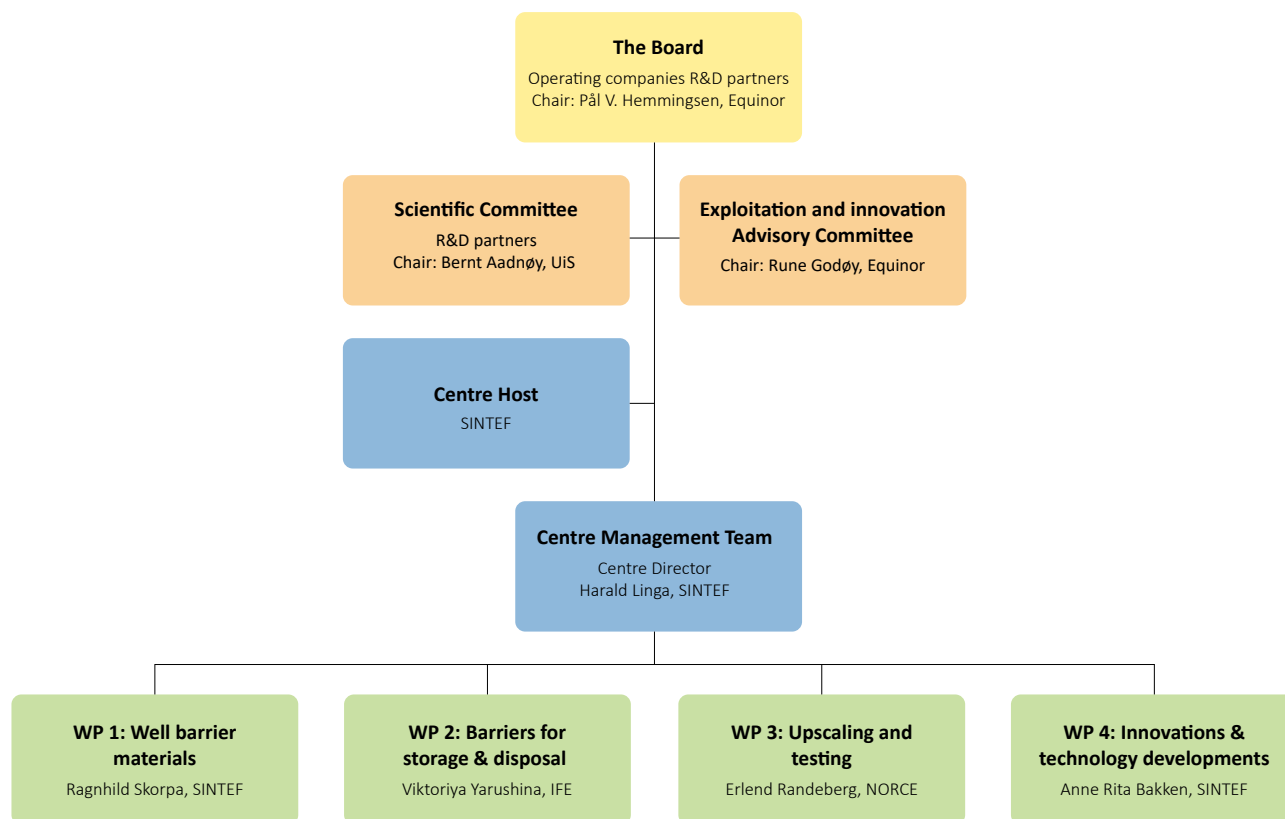 The Board
Operating companies R&D partners
Chair: Pål V. Hemmingsen, Equinor
Scientific Committee
R&D partners
Chair: Bernt Aadnøy, UiS
Exploitation and innovation
Advisory Committee
Chair: Rune Godøy, Equinor
Centre Host
SINTEF
Centre Management Team
Centre Director
Harald Linga, SINTEF
WP 1: Well barrier
materials
Ragnhild Skorpa, SINTEF
WP 2: Barriers for
storage & disposal
Viktoriya Yarushina, IFE
WP 3: Upscaling and
testing
Erlend Randeberg, NORCE
WP 4: Innovations &
technology developments
Anne Rita Bakken, SINTEF